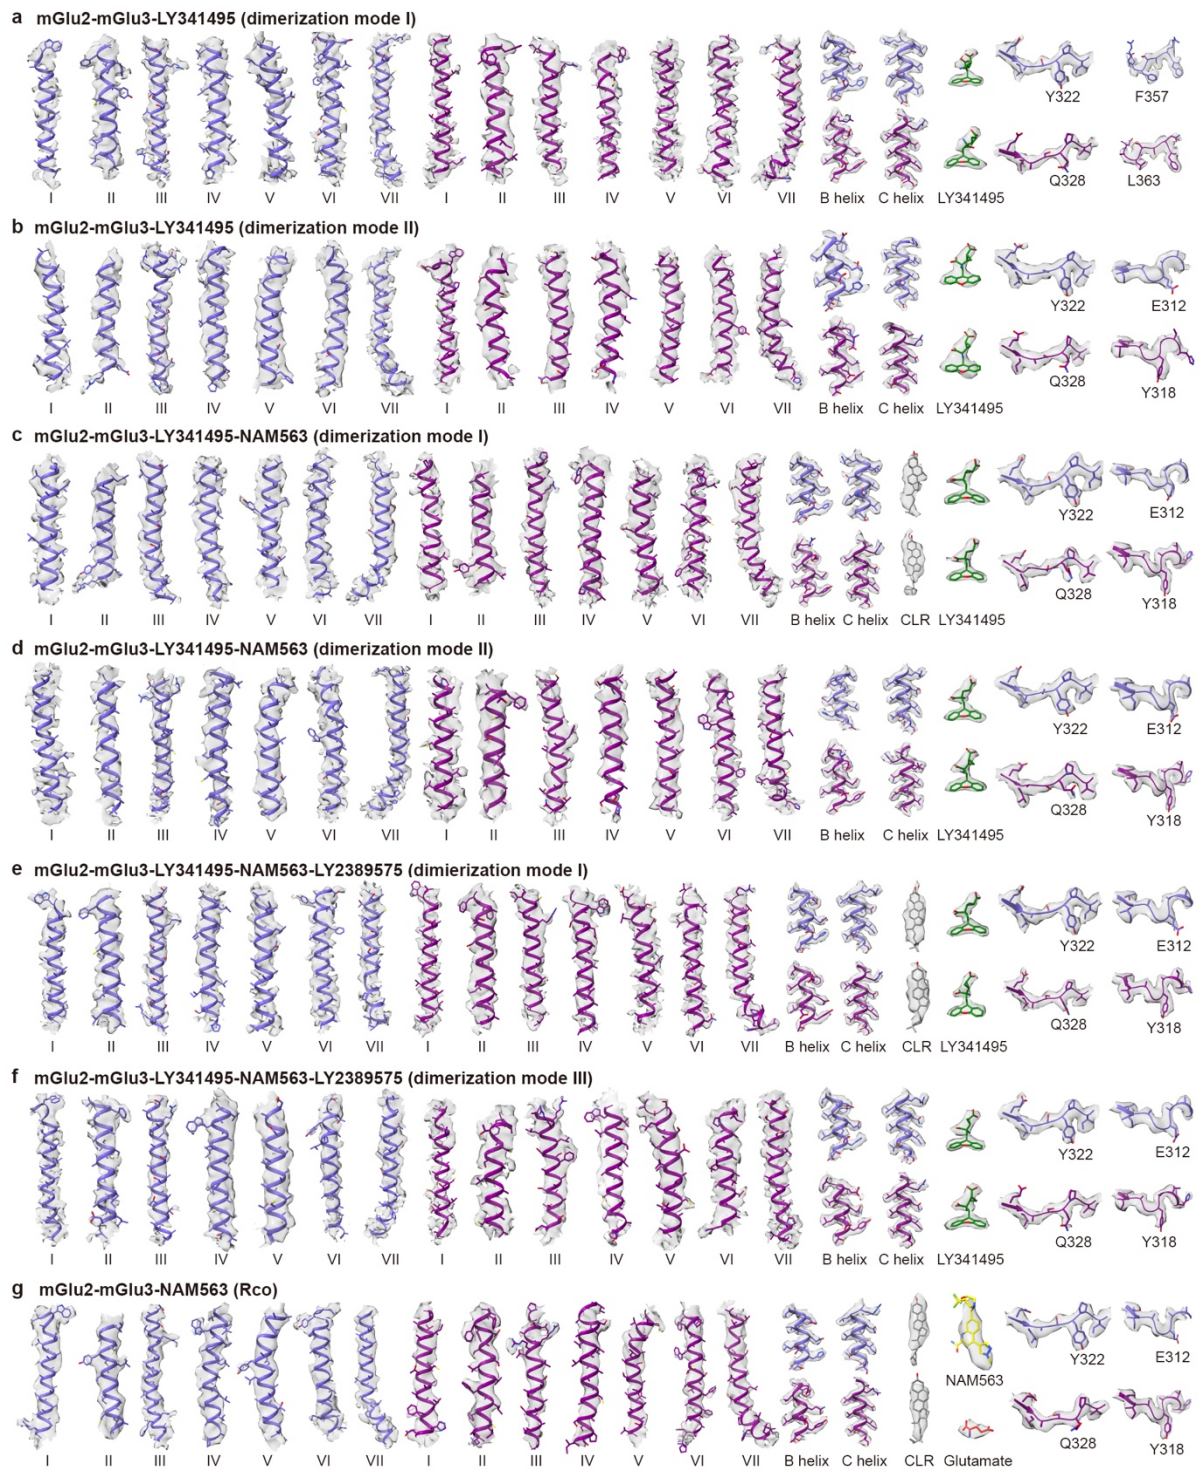 a mGlu2-mGlu3-LY341495 (dimerization mode I)
Y322 F357
Q328 L363
I II III IV V VI VII I II III IV V VI VII B helix C helix LY341495
b mGlu2-mGlu3-LY341495 (dimerization mode II)
Y322 E312
Q328 Y318
I II III IV V VI VII I II III IV V VI VII B helix C helix LY341495
c mGlu2-mGlu3-LY341495-NAM563 (dimerization mode I)
Y322 E312
Q328 Y318
I II III IV V VI VII I II III IV V VI VII B helix C helix CLR LY341495
d mGlu2-mGlu3-LY341495-NAM563 (dimerization mode II)
Y322 E312
Q328 Y318
I II III IV V VI VII I II III IV V VI VII B helix C helix LY341495
e mGlu2-mGlu3-LY341495-NAM563-LY2389575 (dimierization mode I)
Y322 E312
Q328 Y318
I II III IV V VI VII I II III IV V VI VII B helix C helix CLR LY341495
f mGlu2-mGlu3-LY341495-NAM563-LY2389575 (dimerization mode III)
Y322 E312
Q328 Y318
I II III IV V VI VII I II III IV V VI VII B helix C helix LY341495
g mGlu2-mGlu3-NAM563 (Rco)
Y322 E312
NAM563
Q328 Y318
I II III IV V VI VII I II III IV V VI VII B helix C helix CLR Glutamate